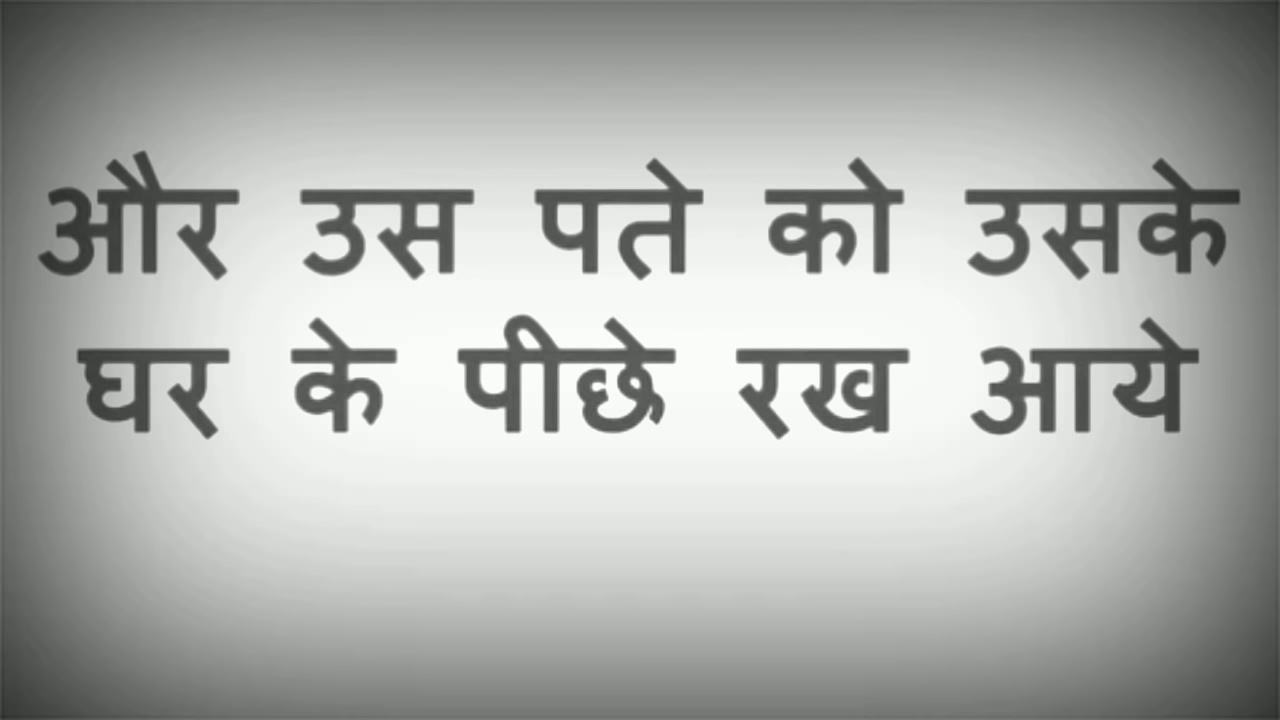 और उस पते को उसके
घर के पीछे रख आये